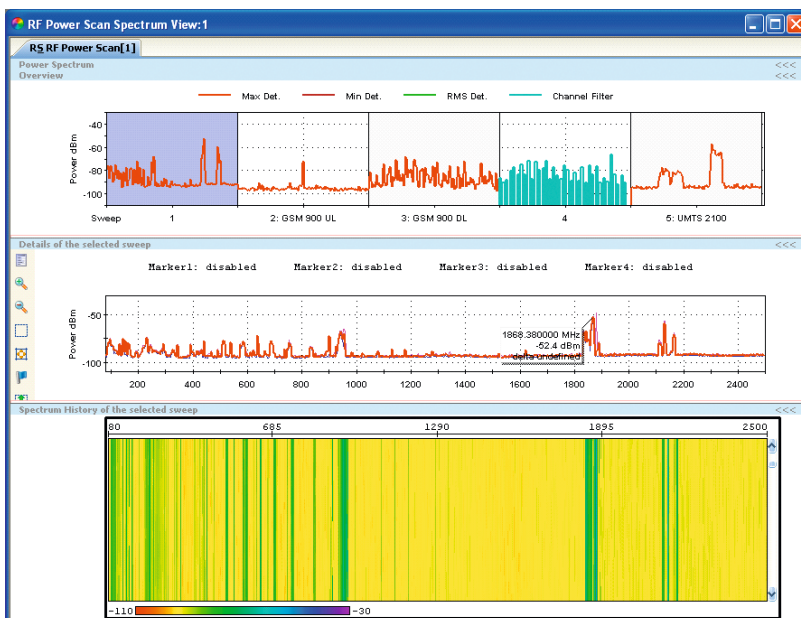 RF Power Scan Spectrum View:1
RS RF Power Scan[1]
Power Spectrum <<<
Overview <<<
Max Det. Min Det. RMS Det. Channel Filter
Power dBm
-40
-60
-80
-100
Sweep 1 2: GSM 900 UL 3: GSM 900 DL 4 5: UMTS 2100
Details of the selected sweep <<<
Marker1: disabled Marker2: disabled Marker3: disabled Marker4: disabled
Power dBm
-50
-100
1868.380000 MHz
-52.4 dBm
delta undefined
200 400 600 800 1000 1200 1400 1600 1800 2000 2200 2400
Spectrum History of the selected sweep <<<
80 685 1290 1895 2500
-110 -30